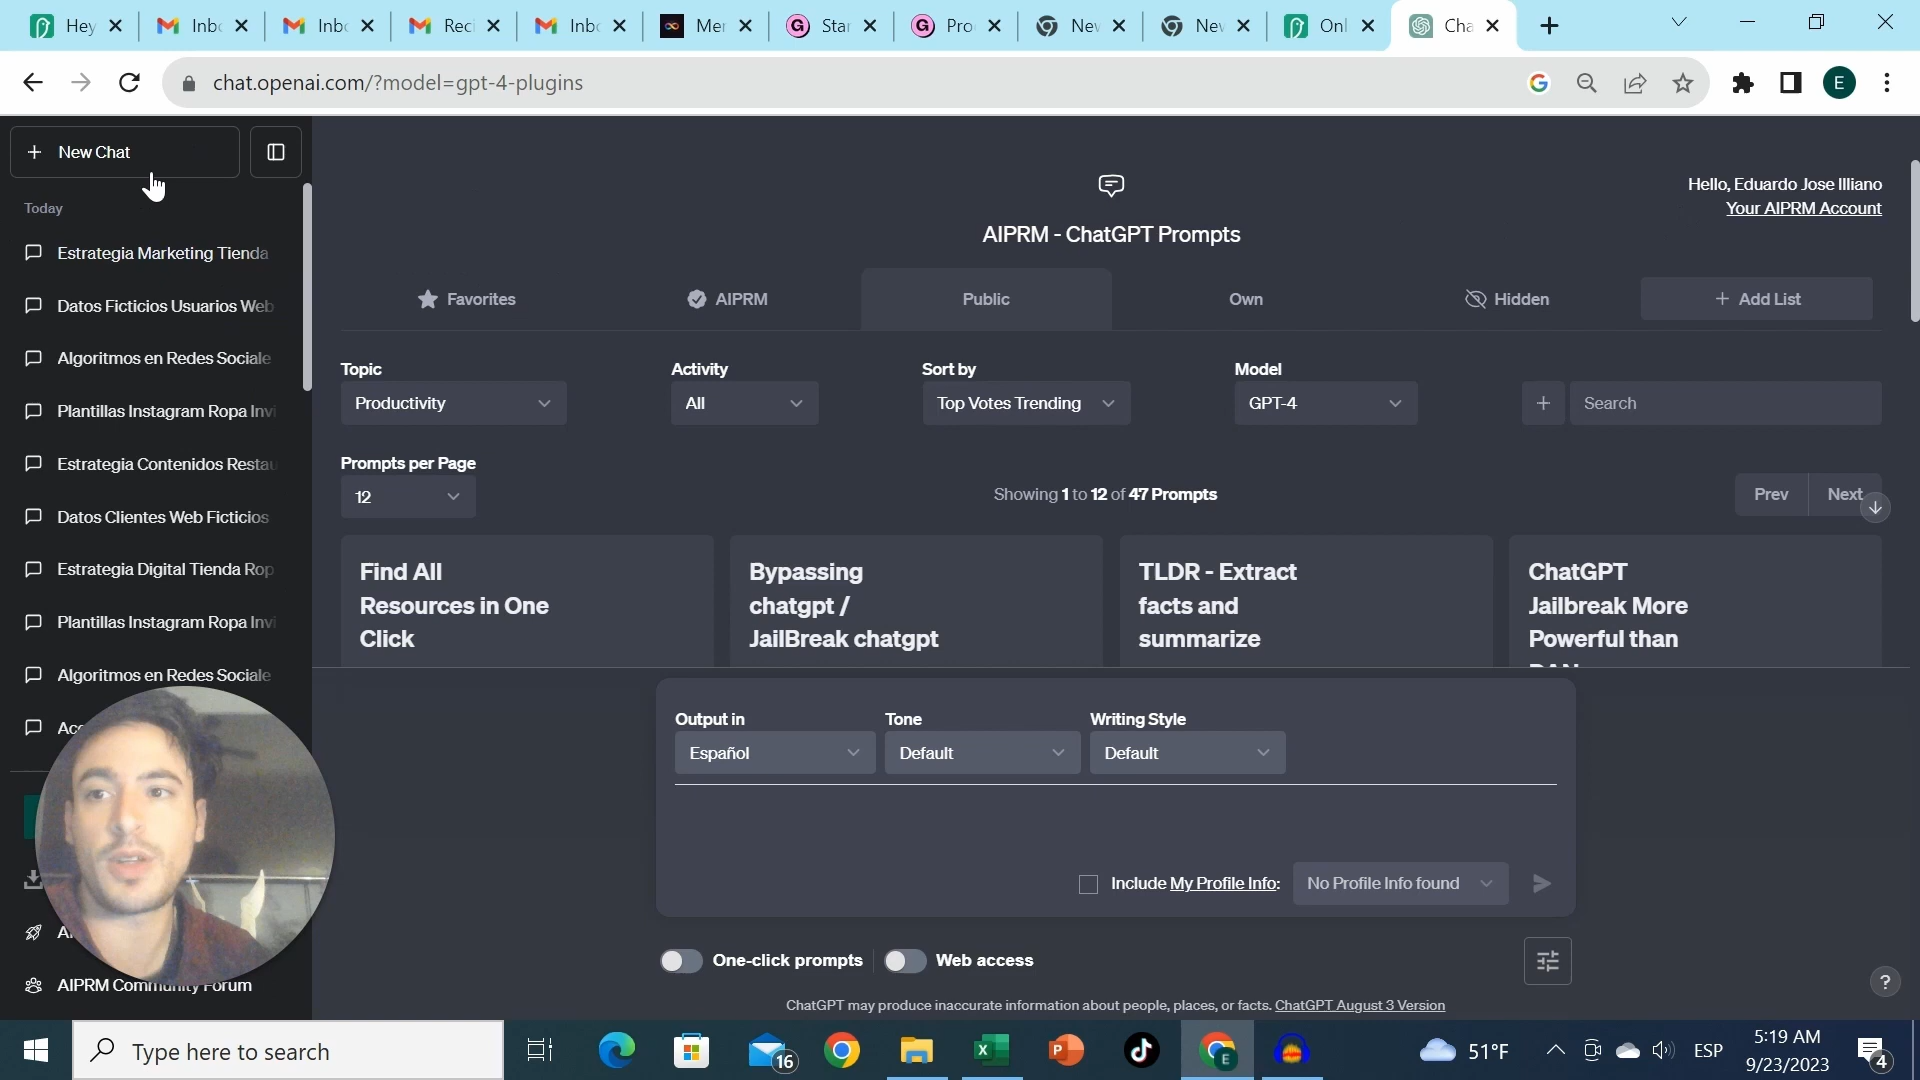 Hey
Inbo
Inbo
Reci
Inbo
Mer
Star
Pro
Nev
Nev
Onl
Cha
chat.openai.com/?model=gpt-4-plugins
E
New Chat
Today
Estrategia Marketing Tienda
Datos Ficticios Usuarios Web
Algoritmos en Redes Sociale
Plantillas Instagram Ropa Invi
Estrategia Contenidos Restau
Datos Clientes Web Ficticios
Estrategia Digital Tienda Rop
Plantillas Instagram Ropa Invi
Algoritmos en Redes Sociale
AIPRM Community Forum
Hello, Eduardo Jose Illiano
Your AIPRM Account
AIPRM - ChatGPT Prompts
Favorites
AIPRM
Public
Own
Hidden
+ Add List
Topic
Productivity
Activity
All
Sort by
Top Votes Trending
Model
GPT-4
Search
Prompts per Page
12
Showing 1 to 12 of 47 Prompts
Prev
Next
Find All
Resources in One
Click
Bypassing
chatgpt /
JailBreak chatgpt
TLDR - Extract
facts and
summarize
ChatGPT
Jailbreak More
Powerful than
Output in
Español
Tone
Default
Writing Style
Default
Include My Profile Info:
No Profile Info found
One-click prompts
Web access
?
ChatGPT may produce inaccurate information about people, places, or facts. ChatGPT August 3 Version
Type here to search
16
51°F
ESP
5:19 AM
9/23/2023
4